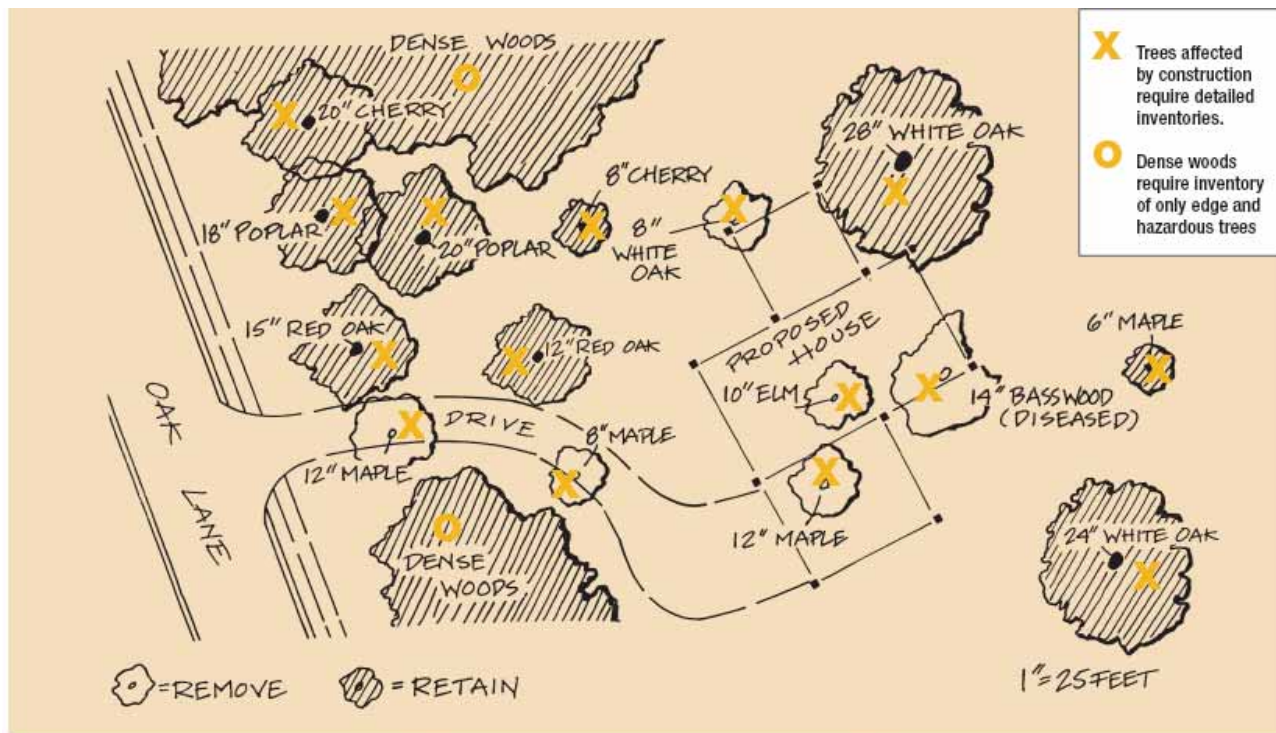 DENSE WOODS
X Trees affected
by construction
require detailed
inventories.
O Dense woods
require inventory
of only edge and
hazardous trees
20" CHERRY
28" WHITE OAK
8" CHERRY
18" POPLAR
20" POPLAR
8"
WHITE
OAK
15" RED OAK
12" RED OAK
PROPOSED
HOUSE
6" MAPLE
10" ELM
14" BASSWOOD
(DISEASED)
OAK
LANE
DRIVE
8" MAPLE
12" MAPLE
12" MAPLE
DENSE
WOODS
24" WHITE OAK
= REMOVE
= RETAIN
1" = 25 FEET